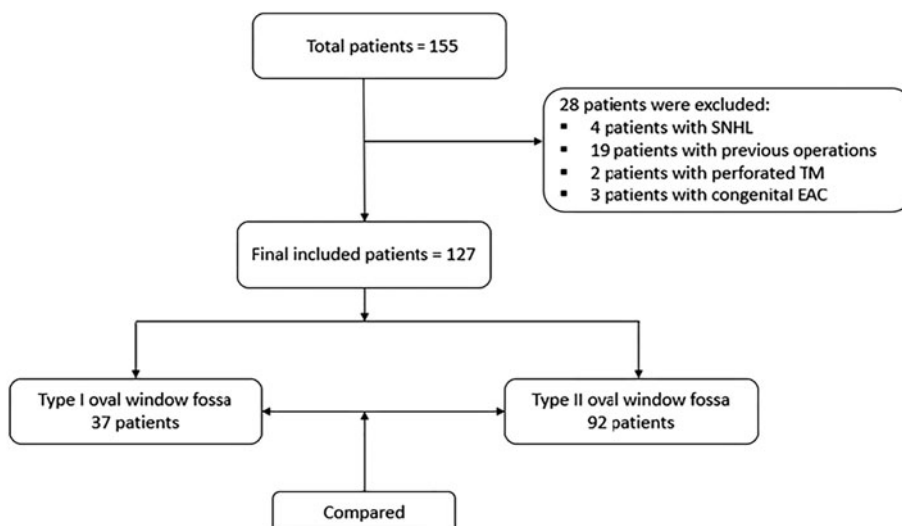 Total patients = 155
28 patients were excluded:
▪ 4 patients with SNHL
▪ 19 patients with previous operations
▪ 2 patients with perforated TM
▪ 3 patients with congenital EAC
Final included patients = 127
Type I oval window fossa
37 patients
Type II oval window fossa
92 patients
Compared